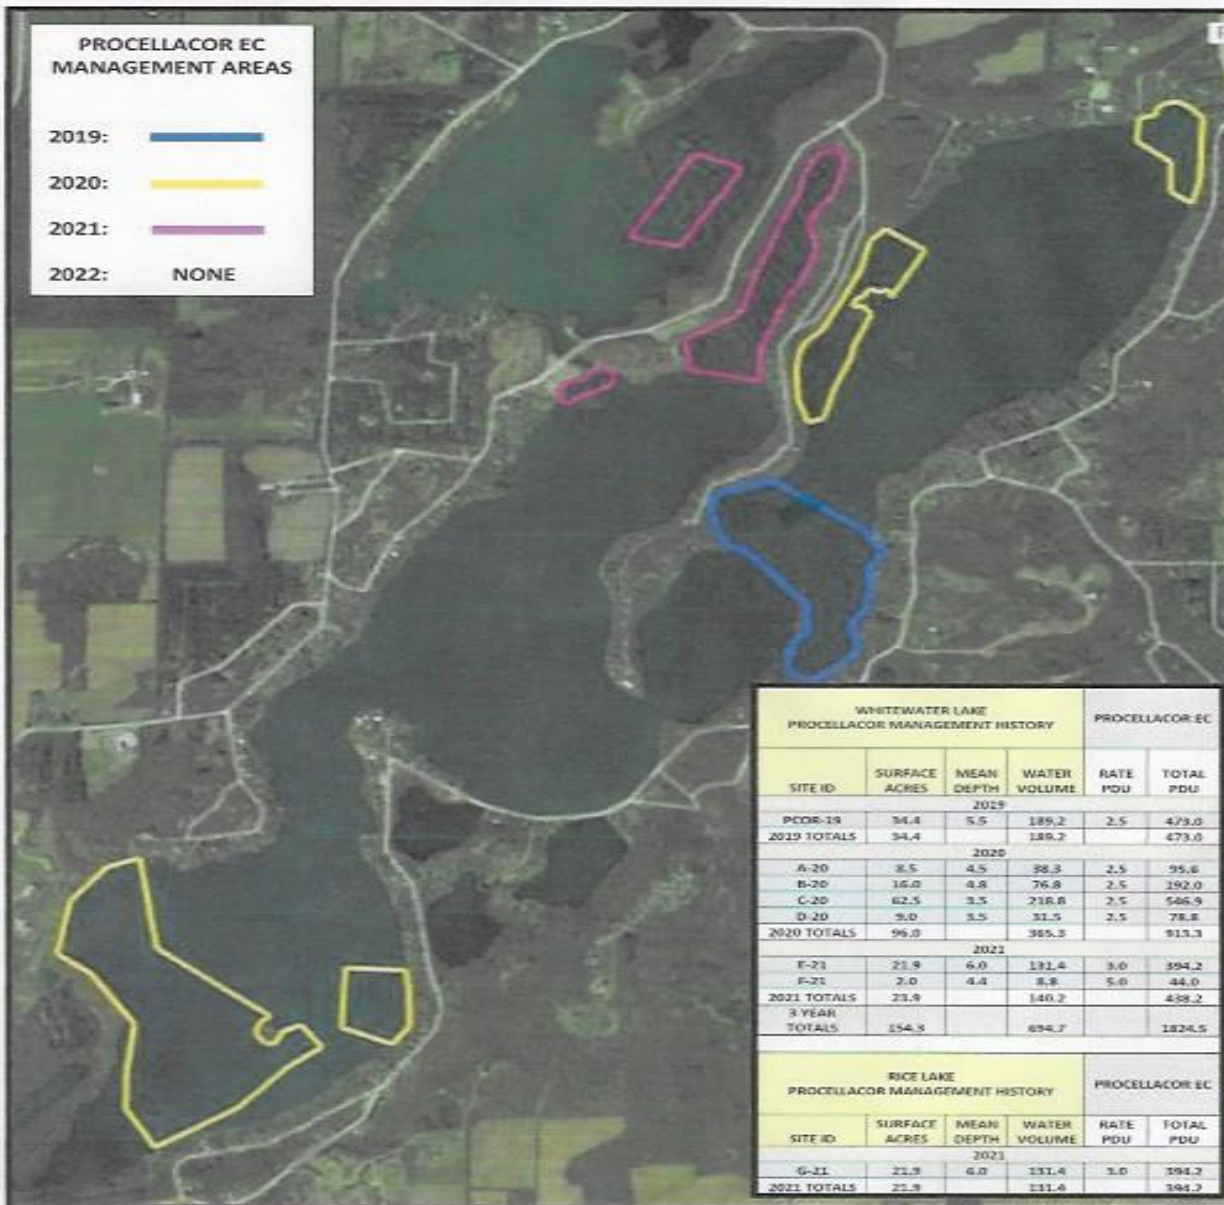 PROCELLACOR EC
MANAGEMENT AREAS
2019:
2020:
2021:
2022: NONE
WHITEWATER LAKE
PROCELLACOR MANAGEMENT HISTORY PROCELLACOR EC
SITE ID SURFACE ACRES MEAN DEPTH WATER VOLUME RATE PDU TOTAL PDU
2019
PCOR-19 34.4 5.5 189.2 2.5 473.0
2019 TOTALS 34.4 189.2 473.0
2020
A-20 8.5 4.5 38.3 2.5 95.6
B-20 16.0 4.8 76.8 2.5 192.0
C-20 62.5 3.5 218.8 2.5 546.9
D-20 9.0 3.5 31.5 2.5 78.8
2020 TOTALS 96.0 365.3 913.3
2021
E-21 21.9 6.0 131.4 3.0 394.2
F-21 2.0 4.4 8.8 5.0 44.0
2021 TOTALS 23.9 140.2 438.2
3 YEAR TOTALS 154.3 694.7 1824.5
RICE LAKE
PROCELLACOR MANAGEMENT HISTORY PROCELLACOR EC
SITE ID SURFACE ACRES MEAN DEPTH WATER VOLUME RATE PDU TOTAL PDU
2021
G-21 21.9 6.0 131.4 3.0 394.2
2021 TOTALS 21.9 131.4 394.2